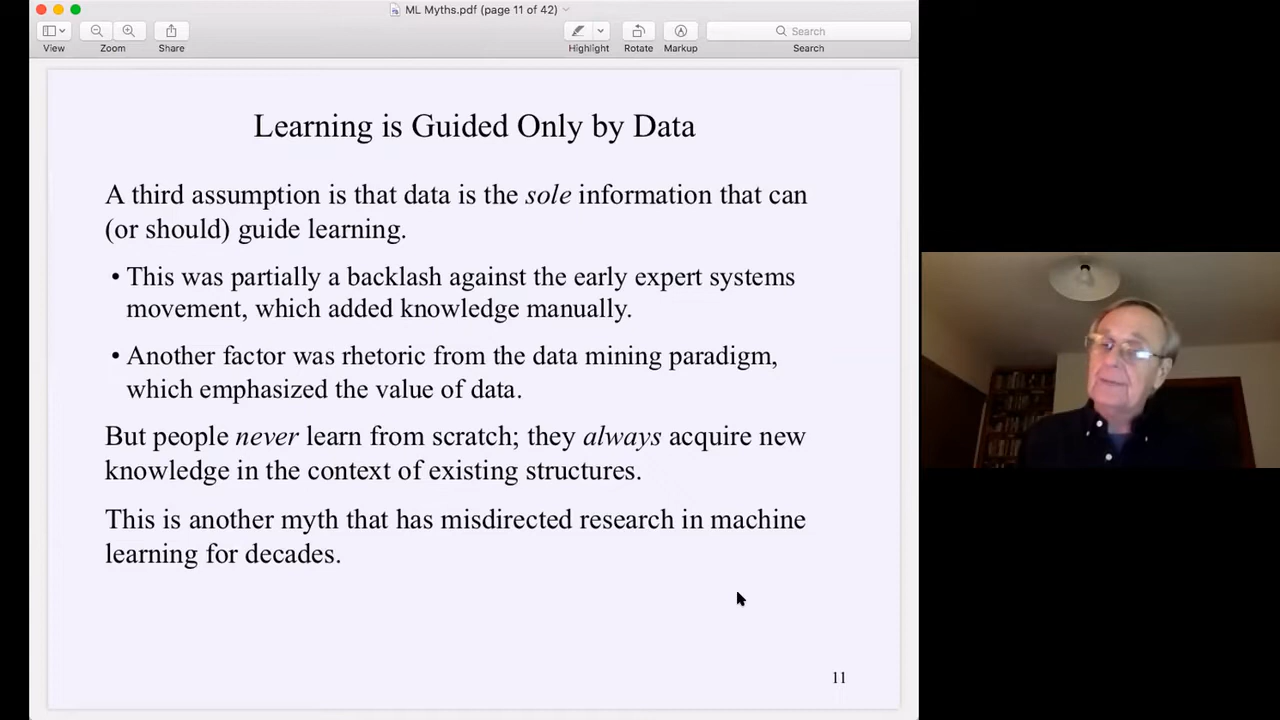 ML Myths.pdf (page 11 of 42)
View
Zoom
Share
Highlight
Rotate
Markup
Search
Search
Learning is Guided Only by Data
A third assumption is that data is the sole information that can
(or should) guide learning.
• This was partially a backlash against the early expert systems
movement, which added knowledge manually.
• Another factor was rhetoric from the data mining paradigm,
which emphasized the value of data.
But people never learn from scratch; they always acquire new
knowledge in the context of existing structures.
This is another myth that has misdirected research in machine
learning for decades.
11